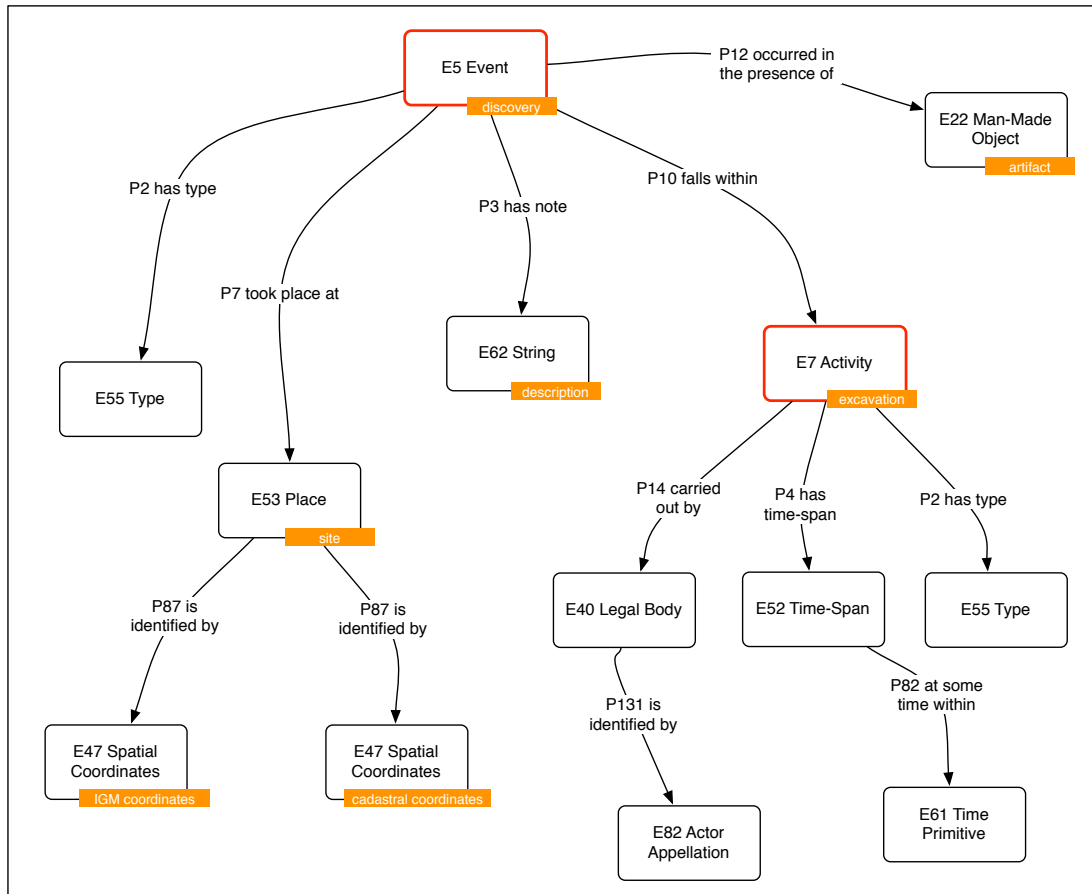 P12 occurred in
the presence of
E5 Event
discovery
E22 Man-Made
Object
artifact
P2 has type
P10 falls within
P3 has note
P7 took place at
E62 String
description
E7 Activity
excavation
E55 Type
E53 Place
site
P14 carried
out by
P4 has
time-span
P2 has type
P87 is
identified by
P87 is
identified by
E40 Legal Body
E52 Time-Span
E55 Type
P131 is
identified by
P82 at some
time within
E47 Spatial
Coordinates
IGM coordinates
E47 Spatial
Coordinates
cadastral coordinates
E82 Actor
Appellation
E61 Time
Primitive